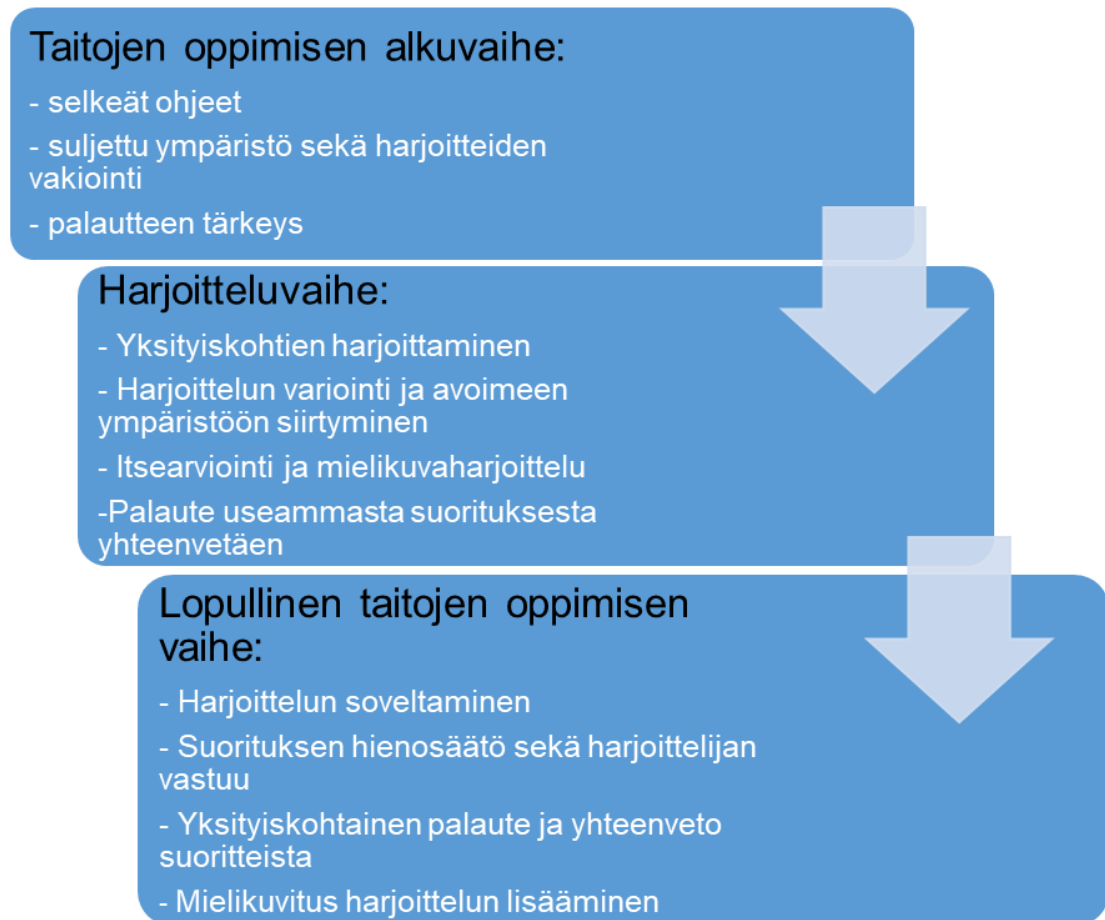 Taitojen oppimisen alkuvaihe:
- selkeät ohjeet
- suljettu ympäristö sekä harjoitteiden
vakiointi
- palautteen tärkeys
Harjoitteluvaihe:
- Yksityiskohtien harjoittaminen
- Harjoittelun variointi ja avoimeen
ympäristöön siirtyminen
- Itsearviointi ja mielikuvaharjoittelu
-Palaute useammasta suorituksesta
yhteenvetäen
Lopullinen taitojen oppimisen
vaihe:
- Harjoittelun soveltaminen
- Suorituksen hienosäätö sekä harjoittelijan
vastuu
- Yksityiskohtainen palaute ja yhteenveto
suoritteista
- Mielikuvitus harjoittelun lisääminen